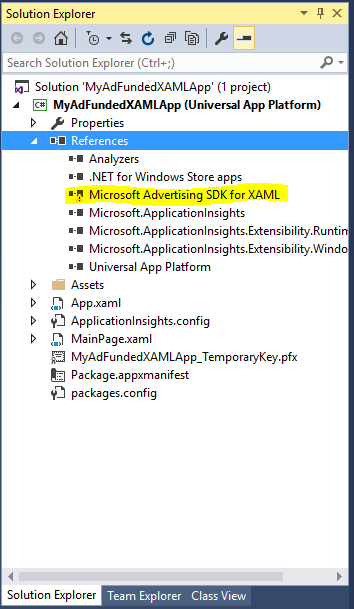 Solution Explorer
Search Solution Explorer (Ctrl+;)
Solution 'MyAdFundedXAMLApp' (1 project)
C# MyAdFundedXAMLApp (Universal App Platform)
Properties
References
Analyzers
.NET for Windows Store apps
Microsoft Advertising SDK for XAML
Microsoft.ApplicationInsights
Microsoft.ApplicationInsights.Extensibility.Runtim
Microsoft.ApplicationInsights.Extensibility.Windo
Universal App Platform
Assets
App.xaml
ApplicationInsights.config
MainPage.xaml
MyAdFundedXAMLApp_TemporaryKey.pfx
Package.appxmanifest
packages.config
Solution Explorer Team Explorer Class View